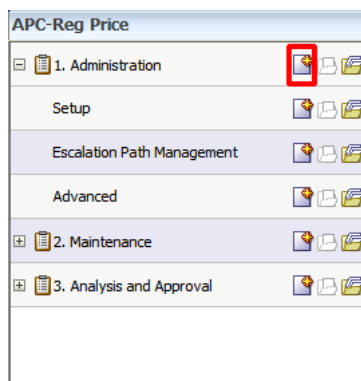 APC-Reg Price
1. Administration
Setup
Escalation Path Management
Advanced
2. Maintenance
3. Analysis and Approval